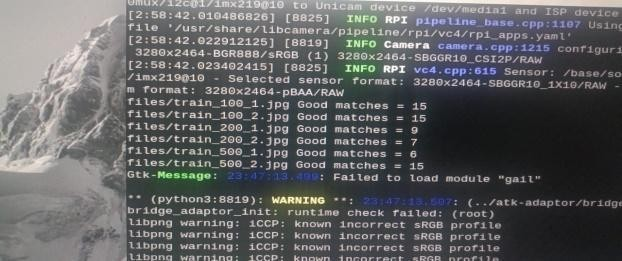 0mux/i2c@1/imx219@10 to Unicam device /dev/media1 and ISP device
[2:58:42.010486826] [8825] INFO RPI pipeline_base.cpp:1107 Using
file '/usr/share/libcamera/pipeline/rpi/vc4/rpi_apps.yaml'
[2:58:42.022912125] [8819] INFO Camera camera.cpp:1215 configuri
3280x2464-BGR888/sRGB (1) 3280x2464-SBGGR10_CSI2P/RAW
[2:58:42.023402415] [8825] INFO RPI vc4.cpp:615 Sensor: /base/so
/imx219@10 - Selected sensor format: 3280x2464-SBGGR10_1X10/RAW -
m format: 3280x2464-pBAA/RAW
files/train_100_1.jpg Good matches = 15
files/train_100_2.jpg Good matches = 15
files/train_200_1.jpg Good matches = 9
files/train_200_2.jpg Good matches = 7
files/train_500_1.jpg Good matches = 6
files/train_500_2.jpg Good matches = 15
Gtk-Message: 23:47:13.499: Failed to load module "gail"
** (python3:8819): WARNING **: 23:47:13.507: (../atk-adaptor/bridge
bridge_adaptor_init: runtime check failed: (root)
libpng warning: iCCP: known incorrect sRGB profile
libpng warning: iCCP: known incorrect sRGB profile
libpng warning: iCCP: known incorrect sRGB profile
libpng warning: iCCP: known incorrect sRGB profile